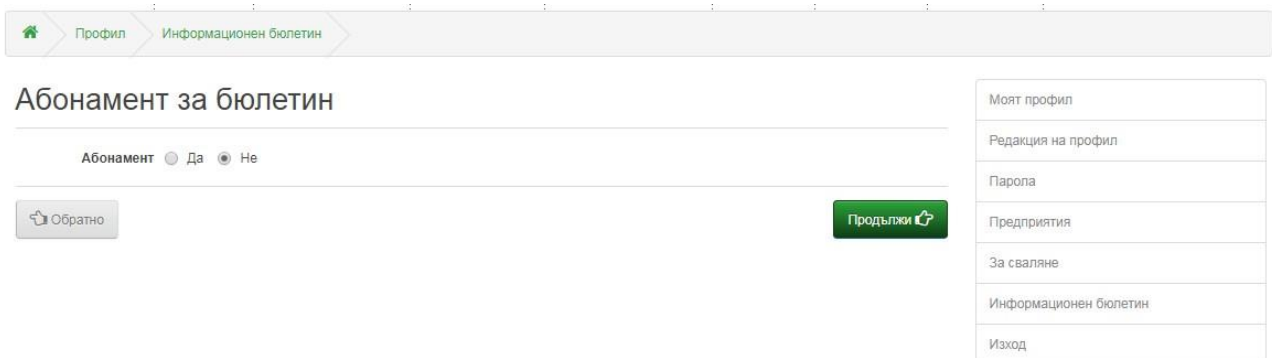 Профил Информационен бюлетин
Абонамент за бюлетин
Абонамент Да Не
Обратно Продължи
Моят профил
Редакция на профил
Парола
Предприятия
За сваляне
Информационен бюлетин
Изход